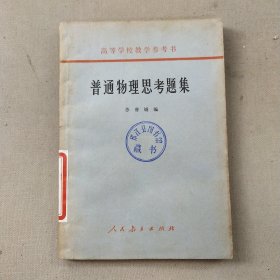 高等学校教学参考书
普通物理思考题集
编
藏书
人民教育出版社